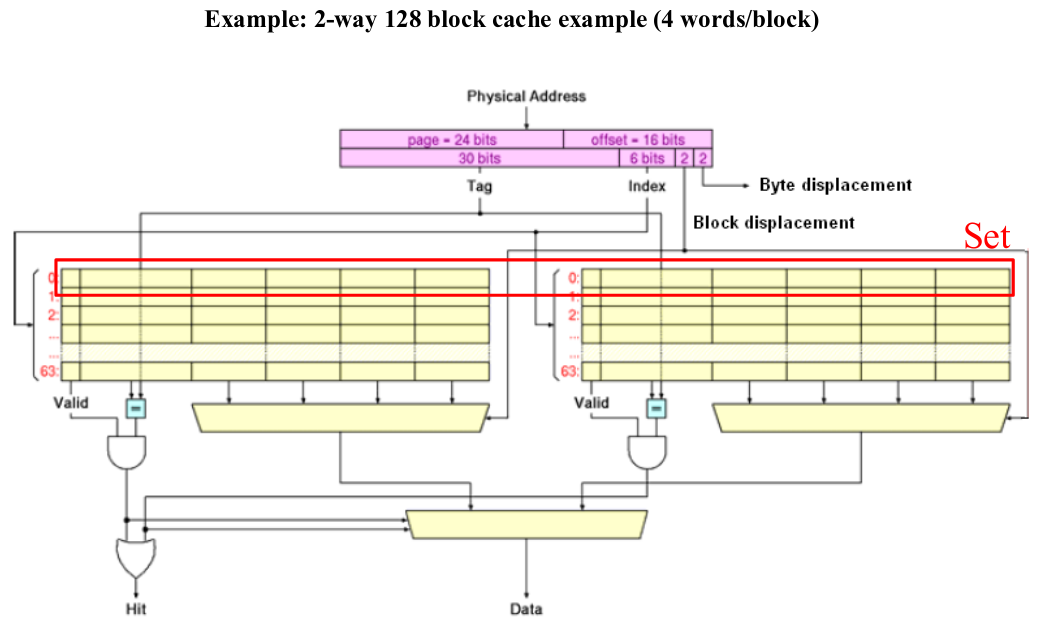 Example: 2-way 128 block cache example (4 words/block)
Physical Address
page = 24 bits offset = 16 bits
30 bits 6 bits 2 2
Tag Index Byte displacement
Block displacement
Set
0: 0:
1: 1:
2: 2:
... ...
... ...
63: 63:
Valid = Valid =
Hit Data